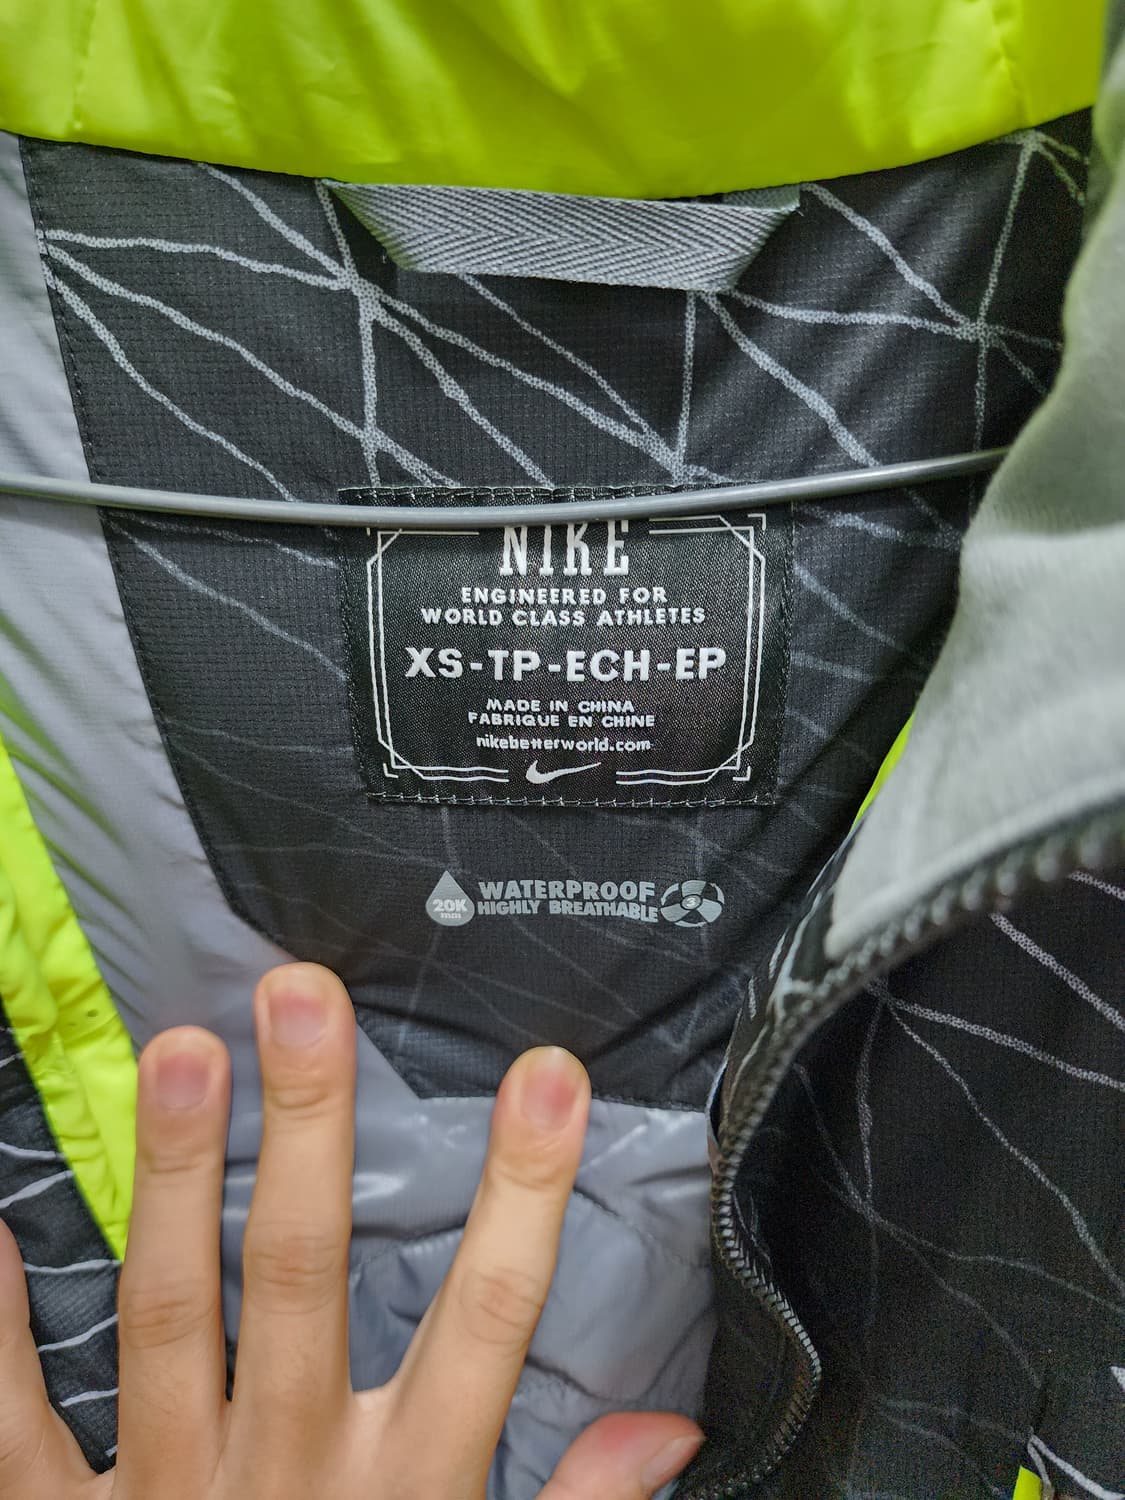 NIKE
ENGINEERED FOR
WORLD CLASS ATHLETES
XS-TP-ECH-EP
MADE IN CHINA
FABRIQUE EN CHINE
nikebetterworld.com
20K
mm
WATERPROOF
HIGHLY BREATHABLE